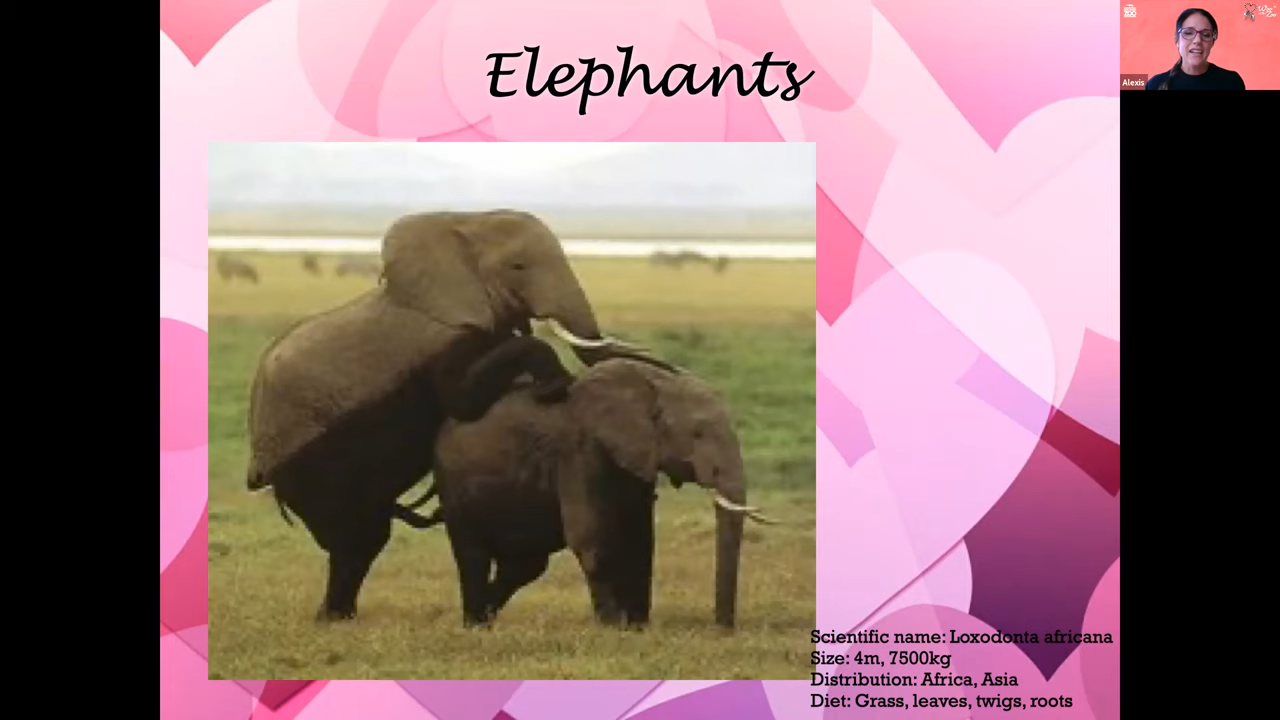 Elephants
Alexis
Scientific name: Loxodonta africana
Size: 4m, 7500kg
Distribution: Africa, Asia
Diet: Grass, leaves, twigs, roots